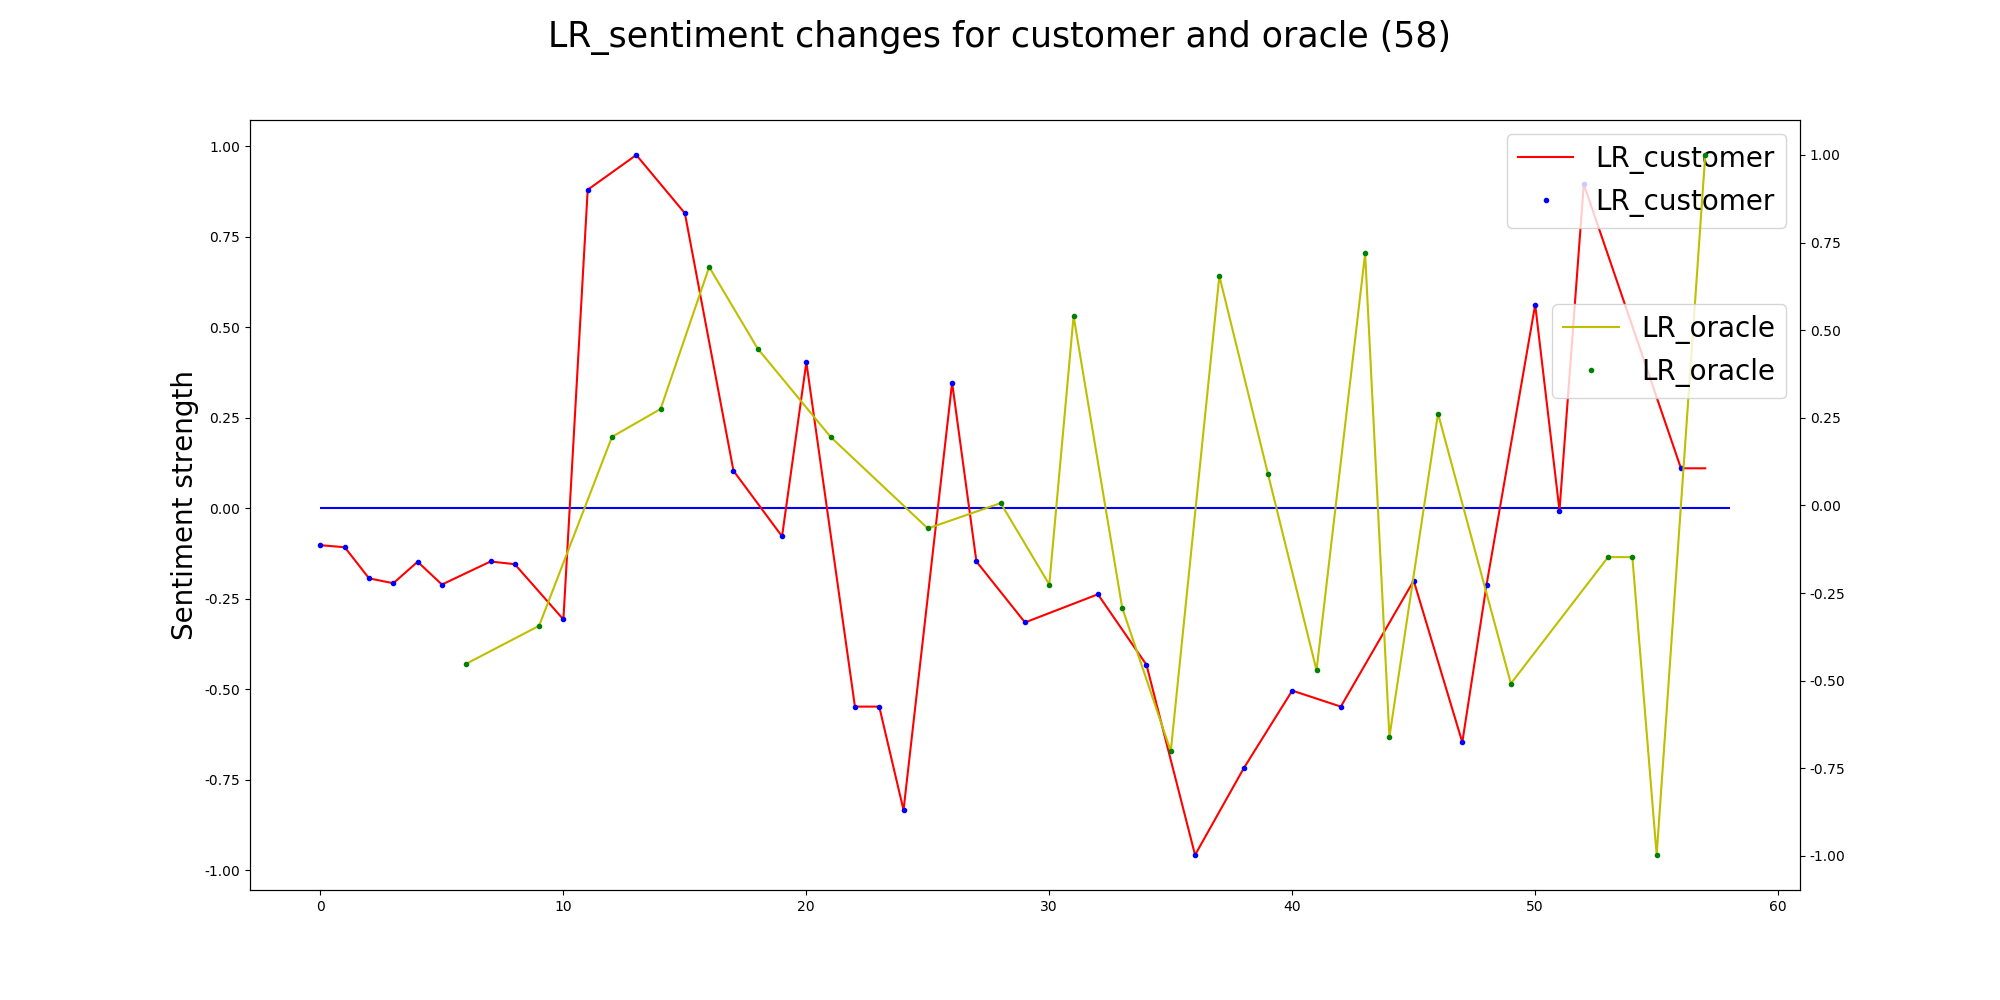 LR_sentiment changes for customer and oracle (58)
Sentiment strength
1.00
0.75
0.50
0.25
0.00
-0.25
-0.50
-0.75
-1.00
LR_customer
LR_customer
LR_oracle
LR_oracle
1.00
0.75
0.50
0.25
0.00
-0.25
-0.50
-0.75
-1.00
0 10 20 30 40 50 60